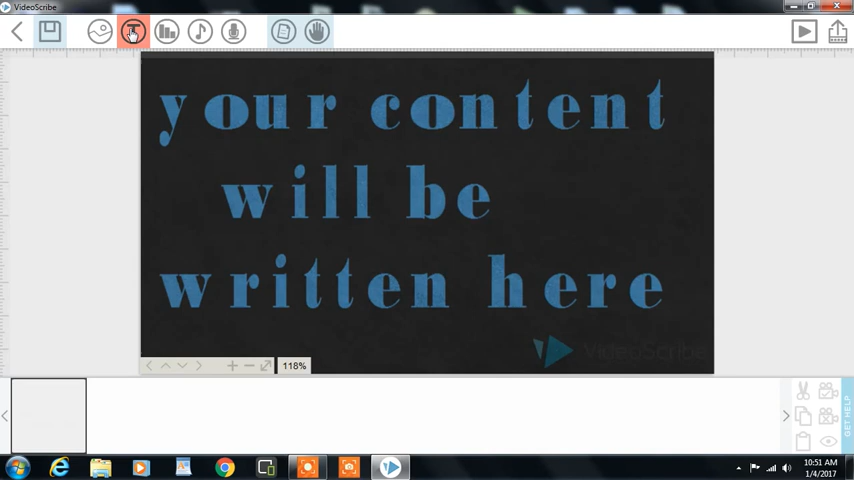 VideoScribe
your content
will be
written here
VideoScribe
118%
GET HELP
10:51 AM
1/4/2017